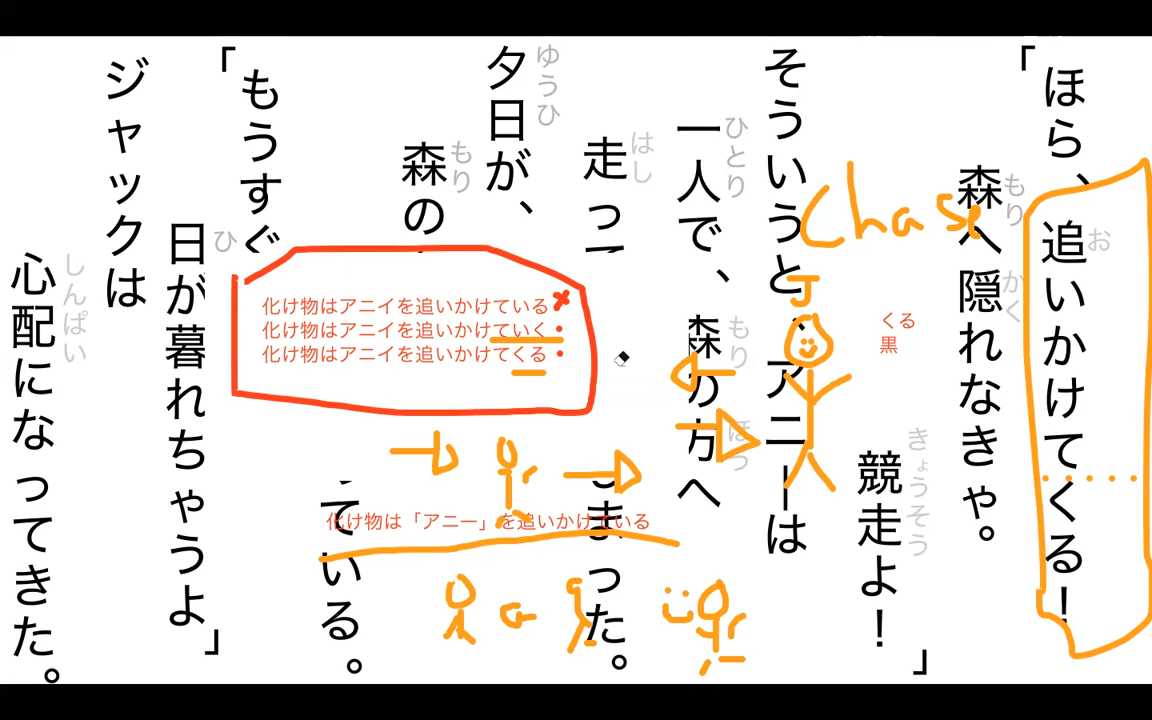 「ほら、追いかけてくる！
お
森へ隠れなきゃ。
もり かく
競走よ！」
きょうそう
そういうと、アニーは
一人で、森の方へ
ひとり もり ほう
走って
はし
まった。
夕日が、
ゆうひ
森の
もり
ている。
「もうすぐ
日が暮れちゃうよ」
ひ
ジャックは
心配になってきた。
しんぱい
chase
J
くる
黒
化け物はアニイを追いかけている
化け物はアニイを追いかけていく
化け物はアニイを追いかけてくる
化け物は「アニー」を追いかけている